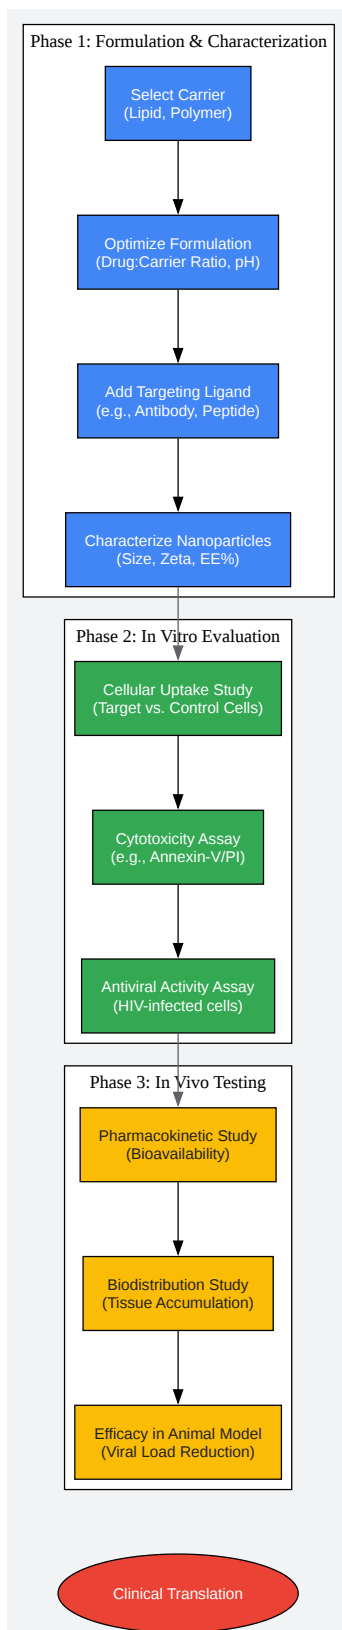 Phase 1: Formulation & Characterization
Select Carrier
(Lipid, Polymer)
Optimize Formulation
(Drug:Carrier Ratio, pH)
Add Targeting Ligand
(e.g., Antibody, Peptide)
Characterize Nanoparticles
(Size, Zeta, EE%)
Phase 2: In Vitro Evaluation
Cellular Uptake Study
(Target vs. Control Cells)
Cytotoxicity Assay
(e.g., Annexin-V/PI)
Antiviral Activity Assay
(HIV-infected cells)
Phase 3: In Vivo Testing
Pharmacokinetic Study
(Bioavailability)
Biodistribution Study
(Tissue Accumulation)
Efficacy in Animal Model
(Viral Load Reduction)
Clinical Translation